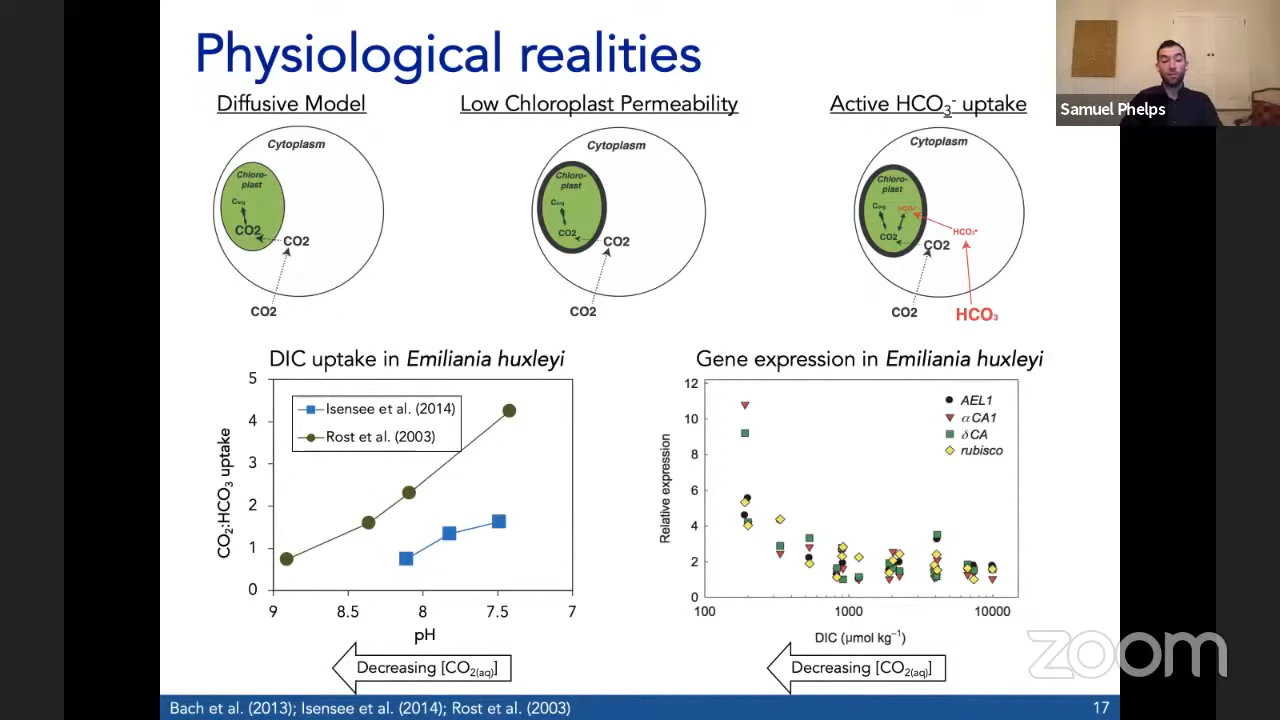 Physiological realities
Samuel Phelps
Diffusive Model
Low Chloroplast Permeability
Active HCO3- uptake
Cytoplasm
Chloro-
plast
Corg
CO2
CO2
CO2
Cytoplasm
Chloro-
plast
Corg
CO2
CO2
CO2
Cytoplasm
Chloro-
plast
Corg
HCO3-
CO2
HCO3-
CO2
CO2
HCO3
DIC uptake in Emiliania huxleyi
5
4
3
2
1
0
CO2:HCO3 uptake
Isensee et al. (2014)
Rost et al. (2003)
9 8.5 8 7.5 7
pH
Decreasing [CO2(aq)]
Gene expression in Emiliania huxleyi
12
10
8
6
4
2
0
Relative expression
AEL1
αCA1
δCA
rubisco
100 1000 10000
DIC (μmol kg−1)
Decreasing [CO2(aq)]
zoom
Bach et al. (2013); Isensee et al. (2014); Rost et al. (2003)
17